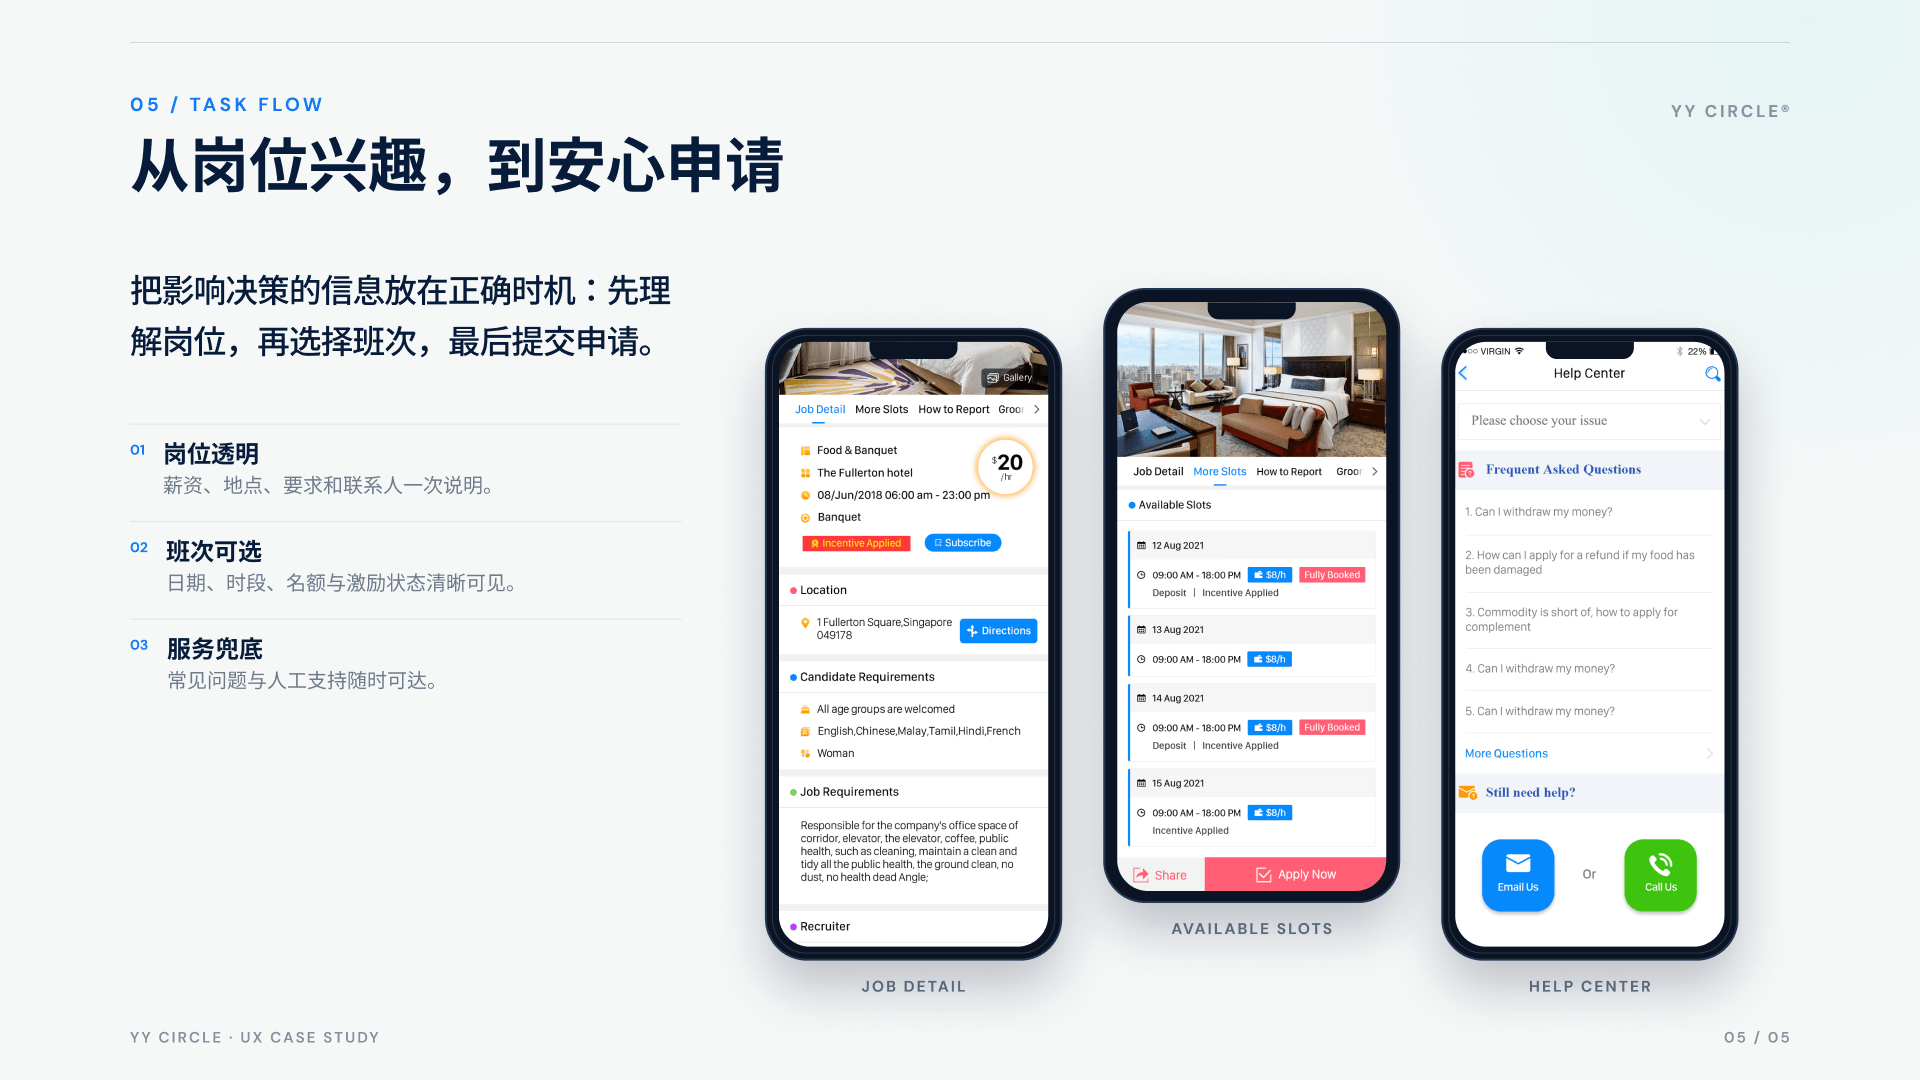 05 / TASK FLOW
YY CIRCLE®
从岗位兴趣，到安心申请
把影响决策的信息放在正确时机：先理
解岗位，再选择班次，最后提交申请。
01 岗位透明
薪资、地点、要求和联系人一次说明。
02 班次可选
日期、时段、名额与激励状态清晰可见。
03 服务兜底
常见问题与人工支持随时可达。
Gallery
Job Detail More Slots How to Report Groor
Food & Banquet
$20
/hr
The Fullerton hotel
08/Jun/2018 06:00 am - 23:00 pm
Banquet
Incentive Applied Subscribe
Location
1 Fullerton Square,Singapore
049178
Directions
Candidate Requirements
All age groups are welcomed
English,Chinese,Malay,Tamil,Hindi,French
Woman
Job Requirements
Responsible for the company's office space of
corridor, elevator, the elevator, coffee, public
health, such as cleaning, maintain a clean and
tidy all the public health, the ground clean, no
dust, no health dead Angle;
Recruiter
JOB DETAIL
Job Detail More Slots How to Report Groor
Available Slots
12 Aug 2021
09:00 AM - 18:00 PM $8/h Fully Booked
Deposit | Incentive Applied
13 Aug 2021
09:00 AM - 18:00 PM $8/h
14 Aug 2021
09:00 AM - 18:00 PM $8/h Fully Booked
Deposit | Incentive Applied
15 Aug 2021
09:00 AM - 18:00 PM $8/h
Incentive Applied
Share Apply Now
AVAILABLE SLOTS
VIRGIN 22%
Help Center
Please choose your issue
Frequent Asked Questions
1. Can I withdraw my money?
2. How can I apply for a refund if my food has
been damaged
3. Commodity is short of, how to apply for
complement
4. Can I withdraw my money?
5. Can I withdraw my money?
More Questions
Still need help?
Email Us Or Call Us
HELP CENTER
YY CIRCLE · UX CASE STUDY
05 / 05